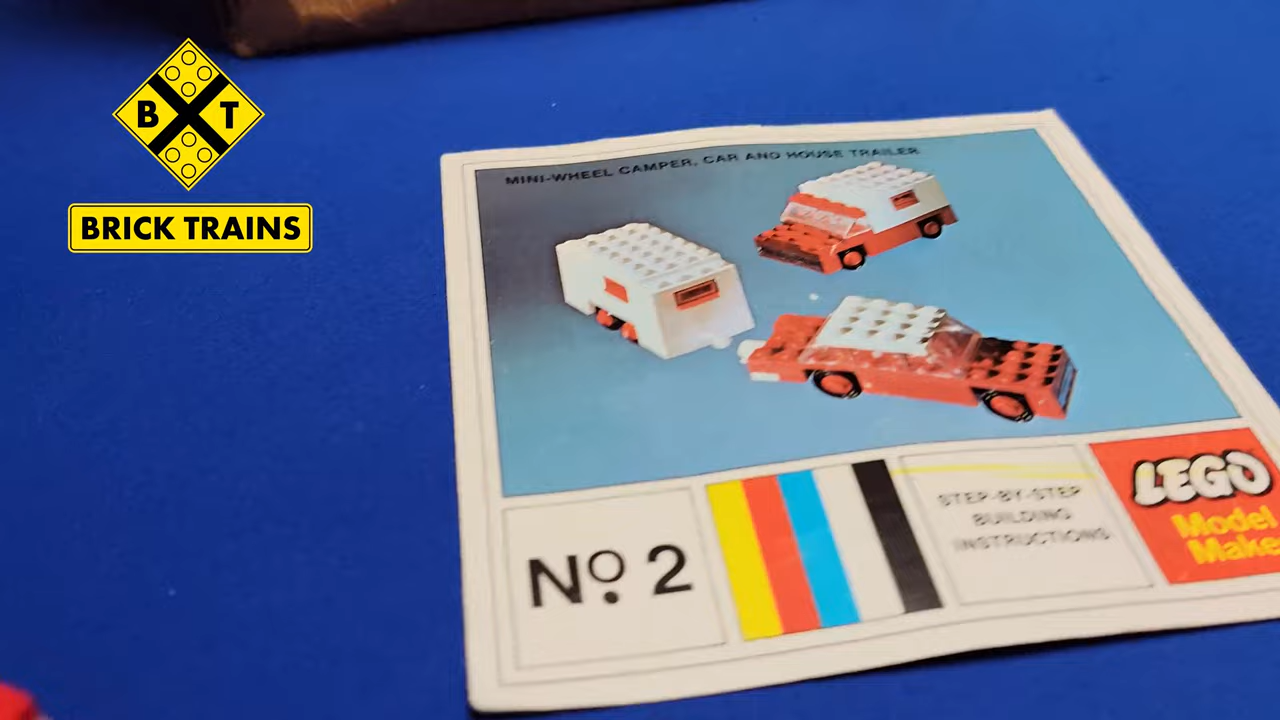 B T
BRICK TRAINS
MINI-WHEEL CAMPER, CAR AND HOUSE TRAILER
No. 2
STEP-BY-STEP
BUILDING
INSTRUCTIONS
LEGO
Model
Make